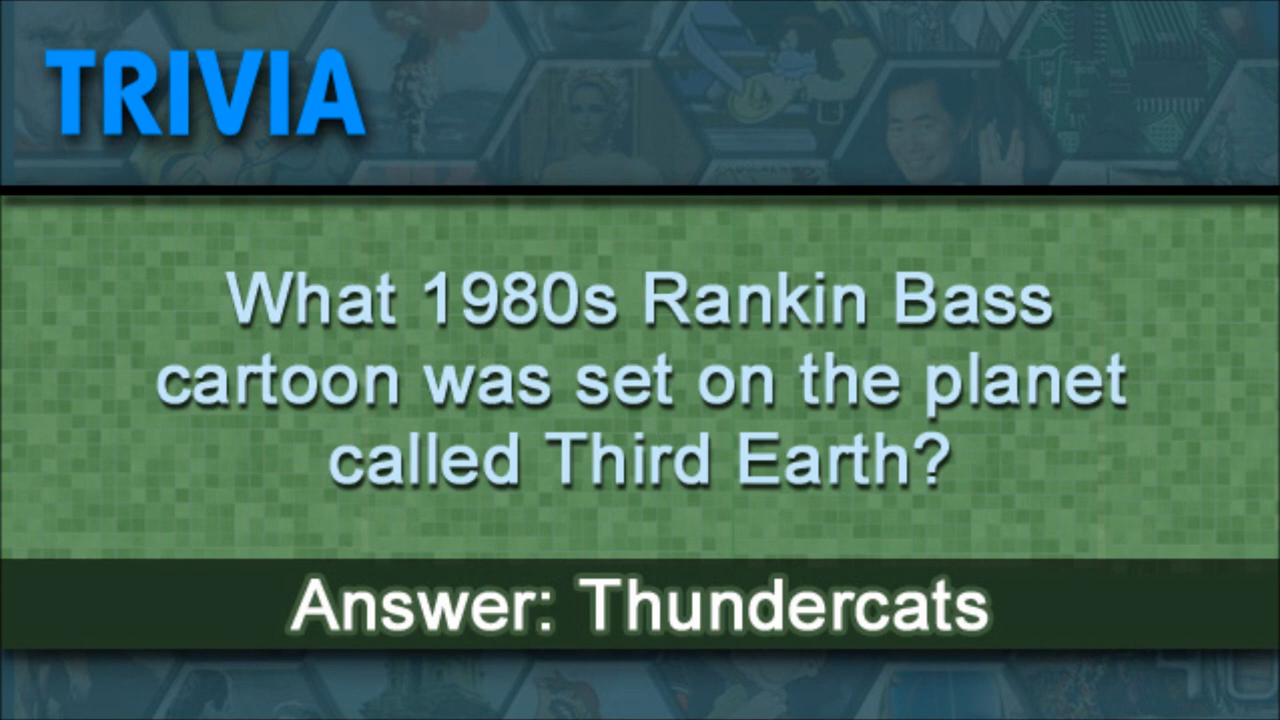 TRIVIA
What 1980s Rankin Bass
cartoon was set on the planet
called Third Earth?
Answer: Thundercats